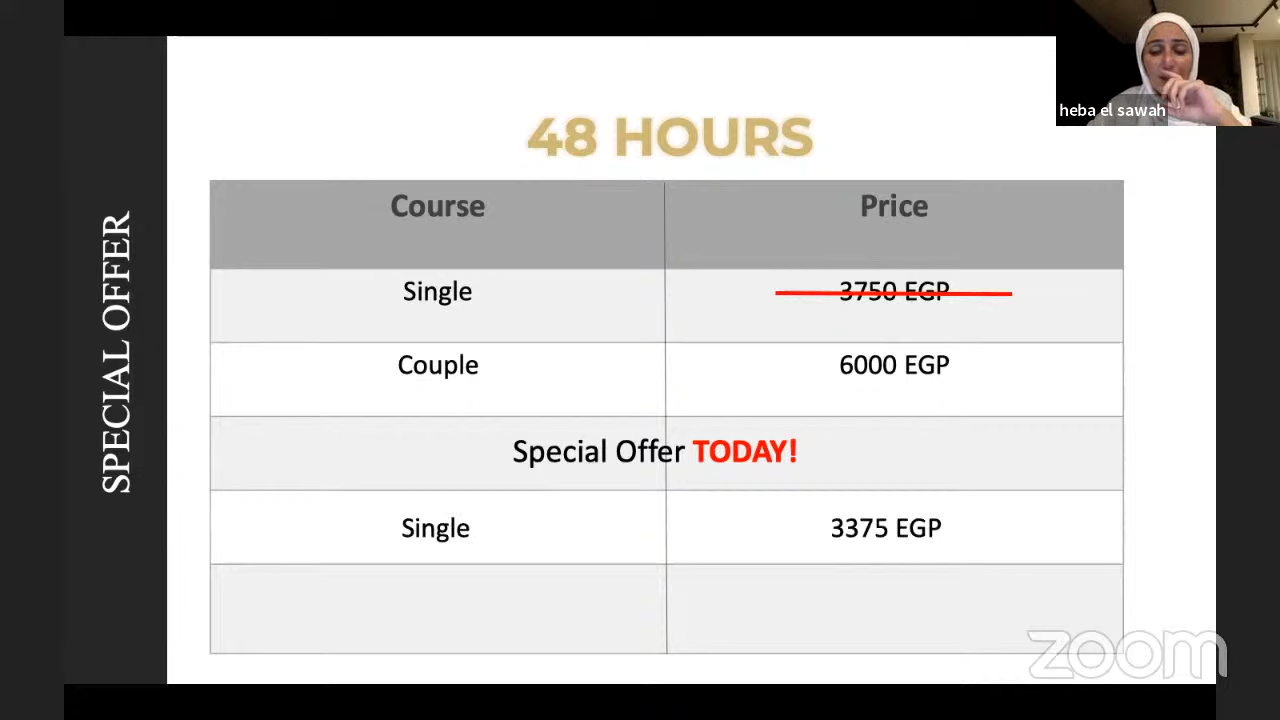 heba el sawah
SPECIAL OFFER
48 HOURS
Course Price
Single 3750 EGP
Couple 6000 EGP
Special Offer TODAY!
Single 3375 EGP
zoom